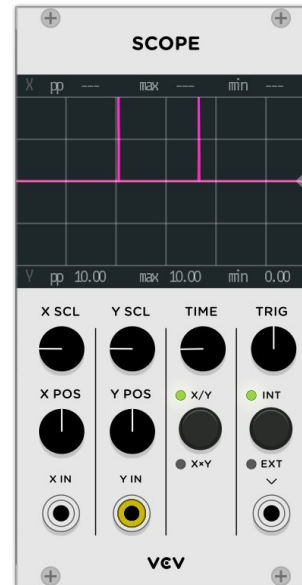 SCOPE
X pp --- max --- min ---
Y pp 10.00 max 10.00 min 0.00
X SCL Y SCL TIME TRIG
X POS Y POS X/Y INT
X×Y EXT
X IN Y IN
VCV